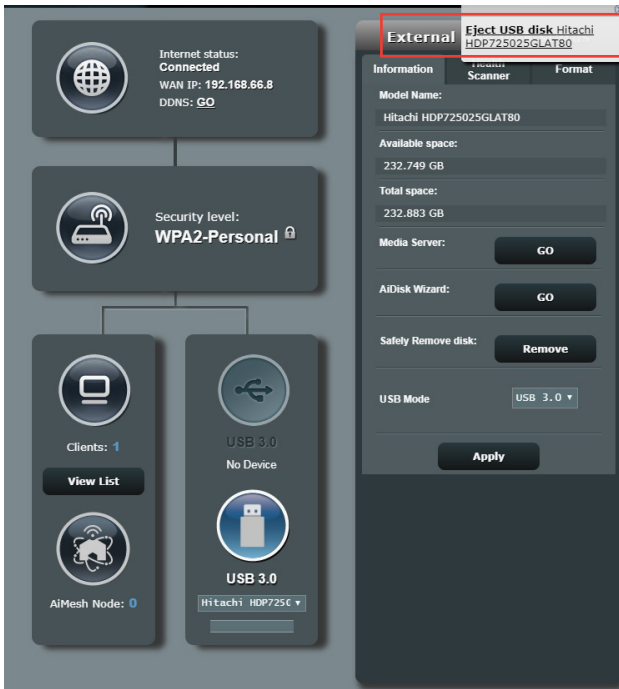 Internet status:
Connected
WAN IP: 192.168.66.8
DDNS: GO
Security level:
WPA2-Personal
Clients: 1
View List
AiMesh Node: 0
USB 3.0
No Device
USB 3.0
Hitachi HDP725C
External
Eject USB disk Hitachi
HDP725025GLAT80
Information
Health
Scanner
Format
Model Name:
Hitachi HDP725025GLAT80
Available space:
232.749 GB
Total space:
232.883 GB
Media Server:
GO
AiDisk Wizard:
GO
Safely Remove disk:
Remove
USB Mode
USB 3.0
Apply